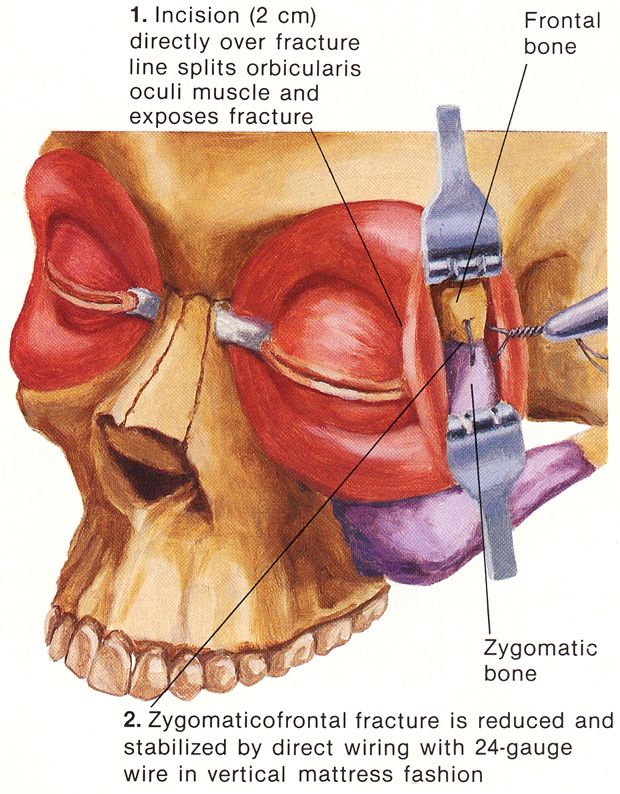 1. Incision (2 cm)
directly over fracture
line splits orbicularis
oculi muscle and
exposes fracture
Frontal
bone
Zygomatic
bone
2. Zygomaticofrontal fracture is reduced and
stabilized by direct wiring with 24-gauge
wire in vertical mattress fashion